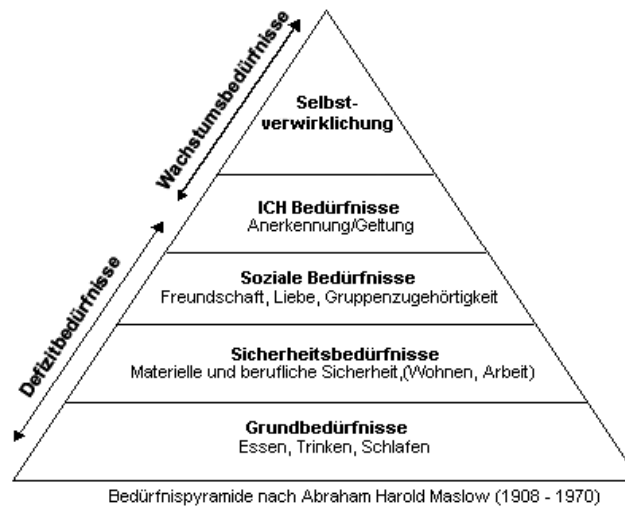 Wachstumsbedürfnisse
Defizitbedürfnisse
Selbst-
verwirklichung
ICH Bedürfnisse
Anerkennung/Geltung
Soziale Bedürfnisse
Freundschaft, Liebe, Gruppenzugehörtigkeit
Sicherheitsbedürfnisse
Materielle und berufliche Sicherheit,(Wohnen, Arbeit)
Grundbedürfnisse
Essen, Trinken, Schlafen
Bedürfnispyramide nach Abraham Harold Maslow (1908 - 1970)